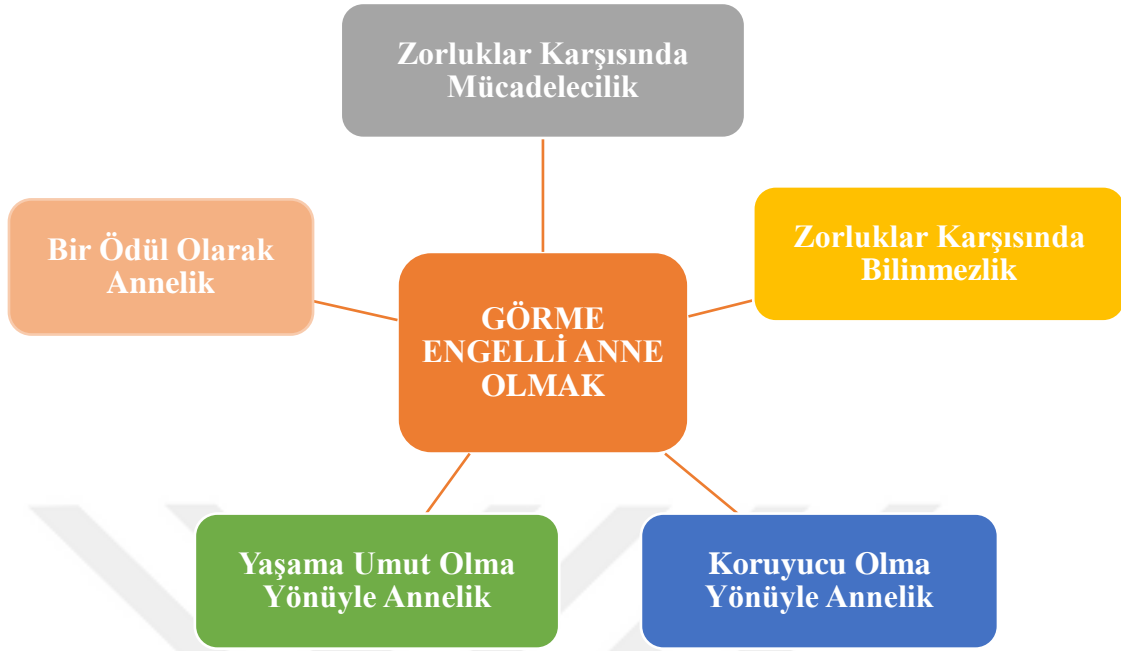 Zorluklar Karşısında
Mücadelecilik
Bir Ödül Olarak
Annelik
Zorluklar Karşısında
Bilinmezlik
GÖRME
ENGELLİ ANNE
OLMAK
Yaşama Umut Olma
Yönüyle Annelik
Koruyucu Olma
Yönüyle Annelik